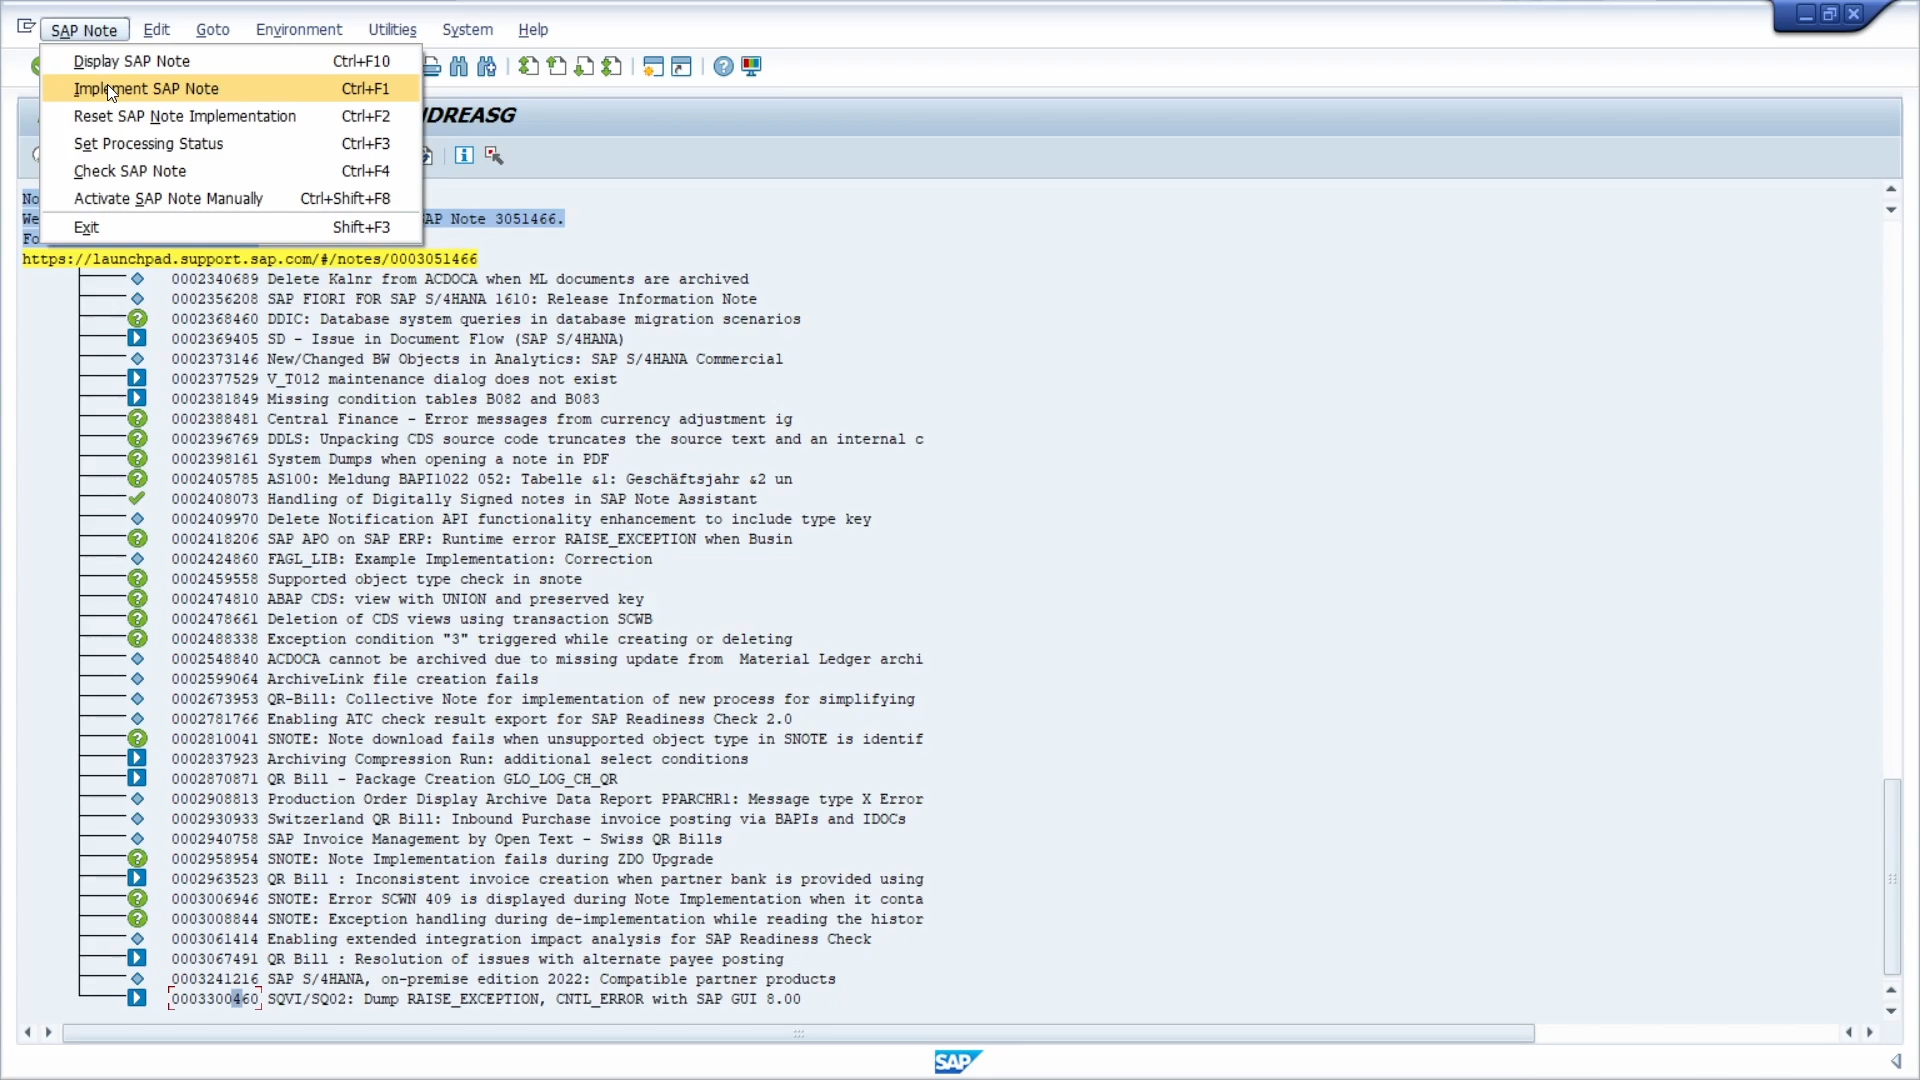 SAP Note Edit Goto Environment Utilities System Help
Display SAP Note Ctrl+F10
Implement SAP Note Ctrl+F1
Reset SAP Note Implementation Ctrl+F2
NDREASG
Set Processing Status Ctrl+F3
Check SAP Note Ctrl+F4
Activate SAP Note Manually Ctrl+Shift+F8
No
We SAP Note 3051466.
Exit Shift+F3
Fo
https://launchpad.support.sap.com/#/notes/0003051466
0002340689 Delete Kalnr from ACDOCA when ML documents are archived
0002356208 SAP FIORI FOR SAP S/4HANA 1610: Release Information Note
0002368460 DDIC: Database system queries in database migration scenarios
0002369405 SD - Issue in Document Flow (SAP S/4HANA)
0002373146 New/Changed BW Objects in Analytics: SAP S/4HANA Commercial
0002377529 V_T012 maintenance dialog does not exist
0002381849 Missing condition tables B082 and B083
0002388481 Central Finance - Error messages from currency adjustment ig
0002396769 DDLS: Unpacking CDS source code truncates the source text and an internal c
0002398161 System Dumps when opening a note in PDF
0002405785 AS100: Meldung BAPI1022 052: Tabelle &1: Geschäftsjahr &2 un
0002408073 Handling of Digitally Signed notes in SAP Note Assistant
0002409970 Delete Notification API functionality enhancement to include type key
0002418206 SAP APO on SAP ERP: Runtime error RAISE_EXCEPTION when Busin
0002424860 FAGL_LIB: Example Implementation: Correction
0002459558 Supported object type check in snote
0002474810 ABAP CDS: view with UNION and preserved key
0002478661 Deletion of CDS views using transaction SCWB
0002488338 Exception condition "3" triggered while creating or deleting
0002548840 ACDOCA cannot be archived due to missing update from  Material Ledger archi
0002599064 ArchiveLink file creation fails
0002673953 QR-Bill: Collective Note for implementation of new process for simplifying
0002781766 Enabling ATC check result export for SAP Readiness Check 2.0
0002810041 SNOTE: Note download fails when unsupported object type in SNOTE is identif
0002837923 Archiving Compression Run: additional select conditions
0002870871 QR Bill - Package Creation GLO_LOG_CH_QR
0002908813 Production Order Display Archive Data Report PPARCHR1: Message type X Error
0002930933 Switzerland QR Bill: Inbound Purchase invoice posting via BAPIs and IDOCs
0002940758 SAP Invoice Management by Open Text - Swiss QR Bills
0002958954 SNOTE: Note Implementation fails during ZDO Upgrade
0002963523 QR Bill : Inconsistent invoice creation when partner bank is provided using
0003006946 SNOTE: Error SCWN 409 is displayed during Note Implementation when it conta
0003008844 SNOTE: Exception handling during de-implementation while reading the histor
0003061414 Enabling extended integration impact analysis for SAP Readiness Check
0003067491 QR Bill : Resolution of issues with alternate payee posting
0003241216 SAP S/4HANA, on-premise edition 2022: Compatible partner products
0003300460 SQVI/SQ02: Dump RAISE_EXCEPTION, CNTL_ERROR with SAP GUI 8.00
SAP